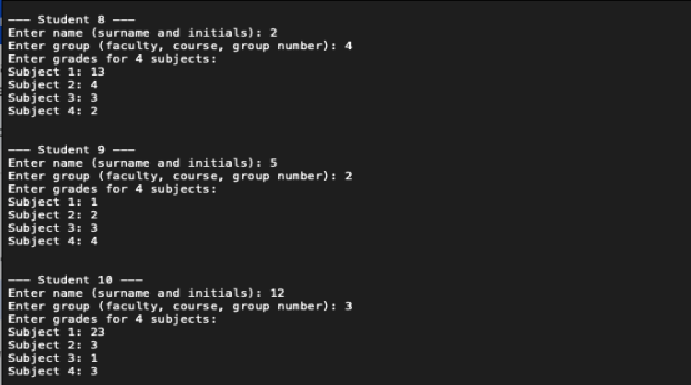 --- Student 8 ---
Enter name (surname and initials): 2
Enter group (faculty, course, group number): 4
Enter grades for 4 subjects:
Subject 1: 13
Subject 2: 4
Subject 3: 3
Subject 4: 2
--- Student 9 ---
Enter name (surname and initials): 5
Enter group (faculty, course, group number): 2
Enter grades for 4 subjects:
Subject 1: 1
Subject 2: 2
Subject 3: 3
Subject 4: 4
--- Student 10 ---
Enter name (surname and initials): 12
Enter group (faculty, course, group number): 3
Enter grades for 4 subjects:
Subject 1: 23
Subject 2: 3
Subject 3: 1
Subject 4: 3